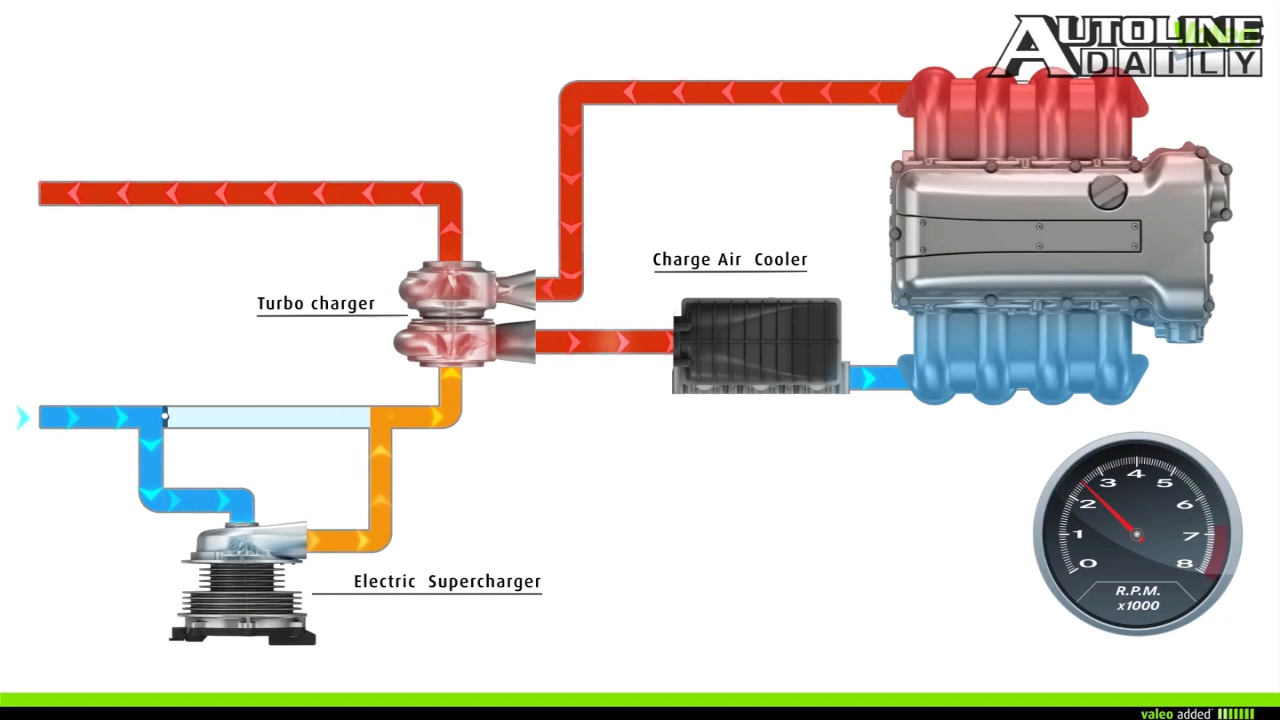 AUTOLINE
DAILY
Charge Air Cooler
Turbo charger
Electric Supercharger
0
1
2
3
4
5
6
7
8
R.P.M.
x1000
valeo added